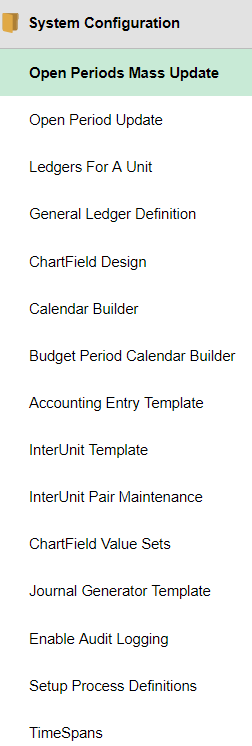 System Configuration
Open Periods Mass Update
Open Period Update
Ledgers For A Unit
General Ledger Definition
ChartField Design
Calendar Builder
Budget Period Calendar Builder
Accounting Entry Template
InterUnit Template
InterUnit Pair Maintenance
ChartField Value Sets
Journal Generator Template
Enable Audit Logging
Setup Process Definitions
TimeSpans